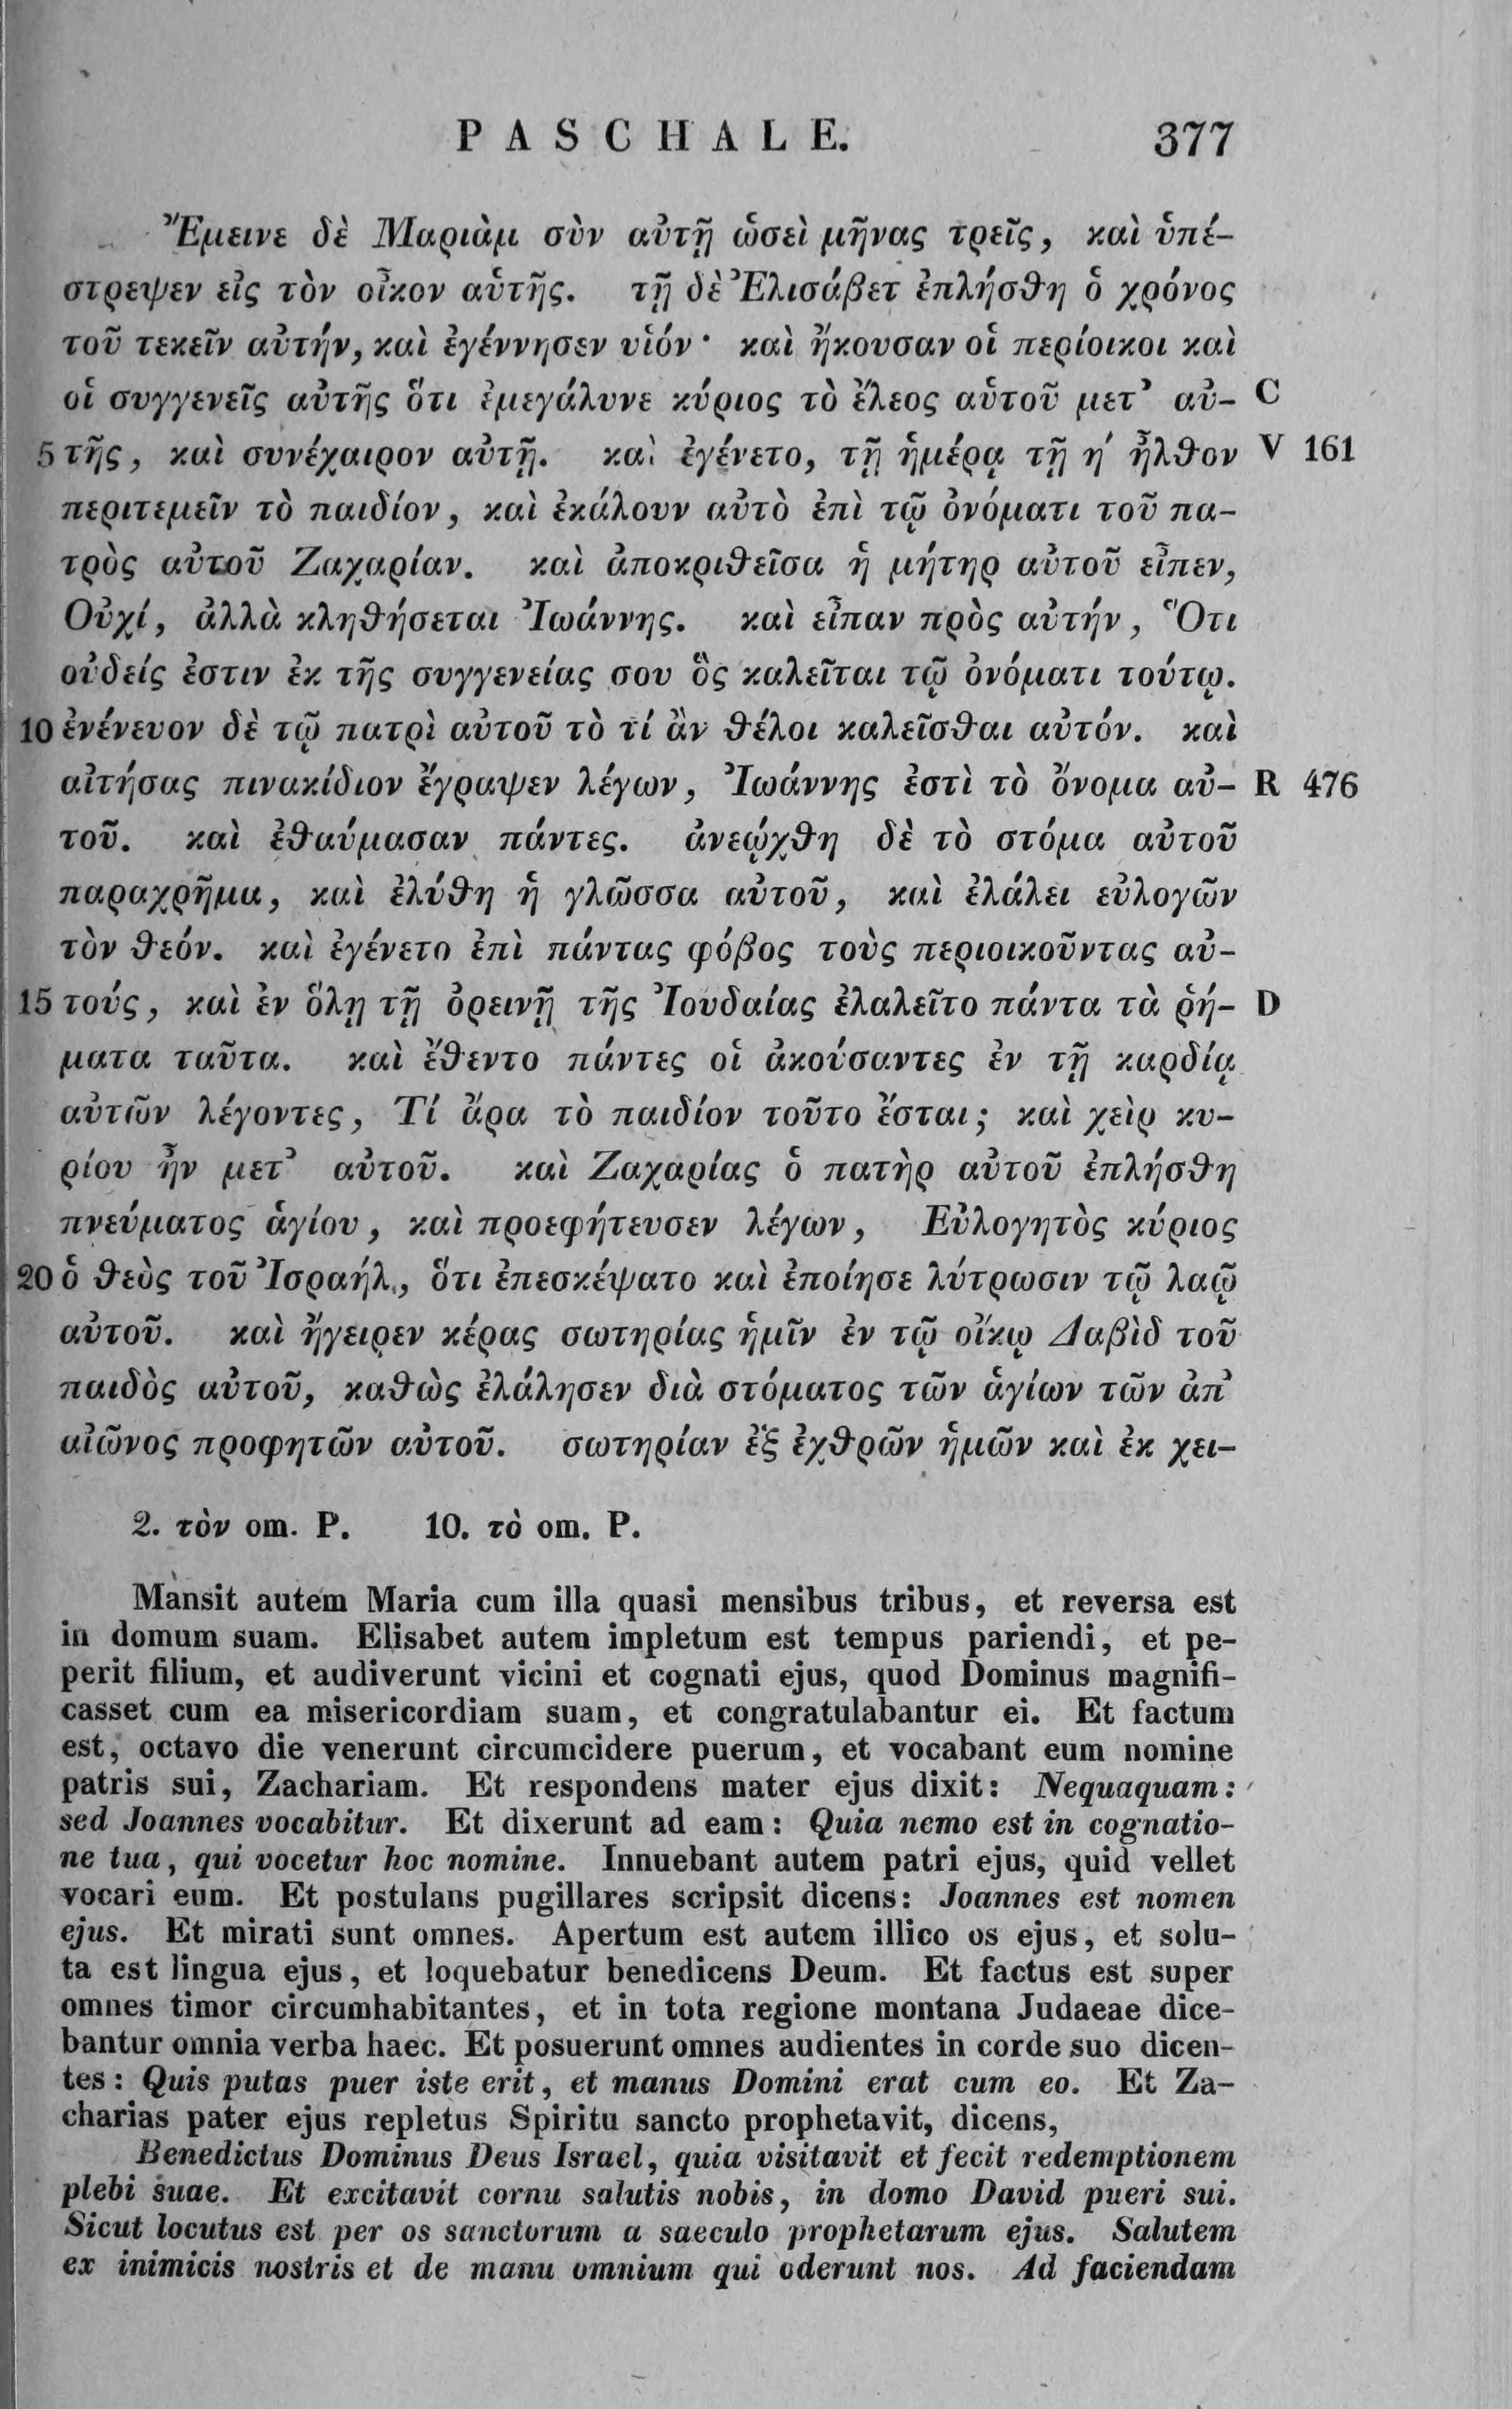 PASCHALE. 377
Ἔμεινε δὲ Μαριὰμ σὺν αὐτῇ ὡσεὶ μῆνας τρεῖς, καὶ ὑπέ-
στρεψεν εἰς τὸν οἶκον αὑτῆς. τῇ δὲ Ἐλισάβετ ἐπλήσθη ὁ χρόνος
τοῦ τεκεῖν αὐτήν, καὶ ἐγέννησεν υἱόν· καὶ ἤκουσαν οἱ περίοικοι καὶ
οἱ συγγενεῖς αὐτῆς ὅτι ἐμεγάλυνε κύριος τὸ ἔλεος αὑτοῦ μετ’ αὐ- C
5 τῆς, καὶ συνέχαιρον αὐτῇ. καὶ ἐγένετο, τῇ ἡμέρᾳ τῇ η′ ἦλθον V 161
περιτεμεῖν τὸ παιδίον, καὶ ἐκάλουν αὐτὸ ἐπὶ τῷ ὀνόματι τοῦ πα-
τρὸς αὐτοῦ Ζαχαρίαν. καὶ ἀποκριθεῖσα ἡ μήτηρ αὐτοῦ εἶπεν,
Οὐχί, ἀλλὰ κληθήσεται Ἰωάννης. καὶ εἶπαν πρὸς αὐτήν, Ὅτι
οὐδείς ἐστιν ἐκ τῆς συγγενείας σου ὃς καλεῖται τῷ ὀνόματι τούτῳ.
10 ἐνένευον δὲ τῷ πατρὶ αὐτοῦ τὸ τί ἂν θέλοι καλεῖσθαι αὐτόν. καὶ
αἰτήσας πινακίδιον ἔγραψεν λέγων, Ἰωάννης ἐστὶ τὸ ὄνομα αὐ- R 476
τοῦ. καὶ ἐθαύμασαν πάντες. ἀνεῴχθη δὲ τὸ στόμα αὐτοῦ
παραχρῆμα, καὶ ἐλύθη ἡ γλῶσσα αὐτοῦ, καὶ ἐλάλει εὐλογῶν
τὸν θεόν. καὶ ἐγένετο ἐπὶ πάντας φόβος τοὺς περιοικοῦντας αὐ-
15 τούς, καὶ ἐν ὅλῃ τῇ ὀρεινῇ τῆς Ἰουδαίας ἐλαλεῖτο πάντα τὰ ῥή- D
ματα ταῦτα. καὶ ἔθεντο πάντες οἱ ἀκούσαντες ἐν τῇ καρδίᾳ
αὐτῶν λέγοντες, Τί ἄρα τὸ παιδίον τοῦτο ἔσται; καὶ χεὶρ κυ-
ρίου ἦν μετ’ αὐτοῦ. καὶ Ζαχαρίας ὁ πατὴρ αὐτοῦ ἐπλήσθη
πνεύματος ἁγίου, καὶ προεφήτευσεν λέγων, Εὐλογητὸς κύριος
20 ὁ θεὸς τοῦ Ἰσραήλ, ὅτι ἐπεσκέψατο καὶ ἐποίησε λύτρωσιν τῷ λαῷ
αὐτοῦ. καὶ ἤγειρεν κέρας σωτηρίας ἡμῖν ἐν τῷ οἴκῳ Δαβὶδ τοῦ
παιδὸς αὐτοῦ, καθὼς ἐλάλησεν διὰ στόματος τῶν ἁγίων τῶν ἀπ’
αἰῶνος προφητῶν αὐτοῦ. σωτηρίαν ἐξ ἐχθρῶν ἡμῶν καὶ ἐκ χει-
2. τὸν om. P. 10. τὸ om. P.
Mansit autem Maria cum illa quasi mensibus tribus, et reversa est
in domum suam. Elisabet autem impletum est tempus pariendi, et pe-
perit filium, et audiverunt vicini et cognati ejus, quod Dominus magnifi-
casset cum ea misericordiam suam, et congratulabantur ei. Et factum
est, octavo die venerunt circumcidere puerum, et vocabant eum nomine
patris sui, Zachariam. Et respondens mater ejus dixit: Nequaquam:
sed Joannes vocabitur. Et dixerunt ad eam: Quia nemo est in cognatio-
ne tua, qui vocetur hoc nomine. Innuebant autem patri ejus, quid vellet
vocari eum. Et postulans pugillares scripsit dicens: Joannes est nomen
ejus. Et mirati sunt omnes. Apertum est autem illico os ejus, et solu-
ta est lingua ejus, et loquebatur benedicens Deum. Et factus est super
omnes timor circumhabitantes, et in tota regione montana Judaeae dice-
bantur omnia verba haec. Et posuerunt omnes audientes in corde suo dicen-
tes: Quis putas puer iste erit, et manus Domini erat cum eo. Et Za-
charias pater ejus repletus Spiritu sancto prophetavit, dicens,
Benedictus Dominus Deus Israel, quia visitavit et fecit redemptionem
plebi suae. Et excitavit cornu salutis nobis, in domo David pueri sui.
Sicut locutus est per os sanctorum a saeculo prophetarum ejus. Salutem
ex inimicis nostris et de manu omnium qui oderunt nos. Ad faciendam